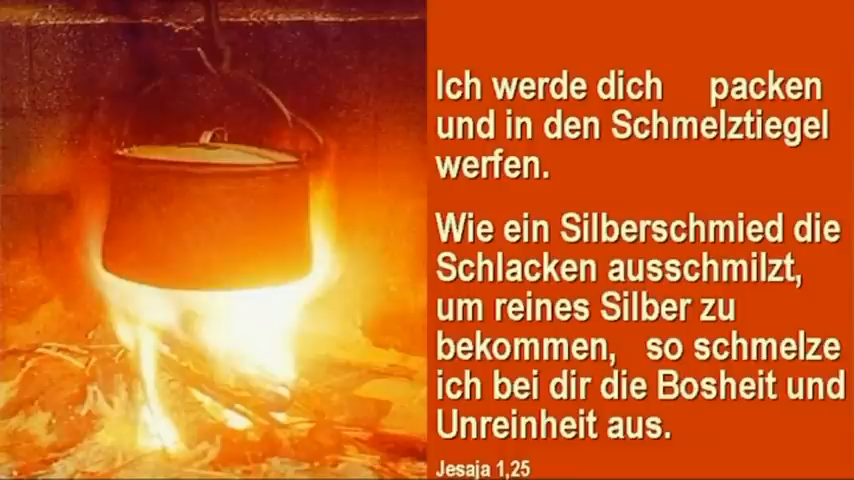 Ich werde dich packen
und in den Schmelztiegel
werfen.
Wie ein Silberschmied die
Schlacken ausschmilzt,
um reines Silber zu
bekommen, so schmelze
ich bei dir die Bosheit und
Unreinheit aus.
Jesaja 1,25